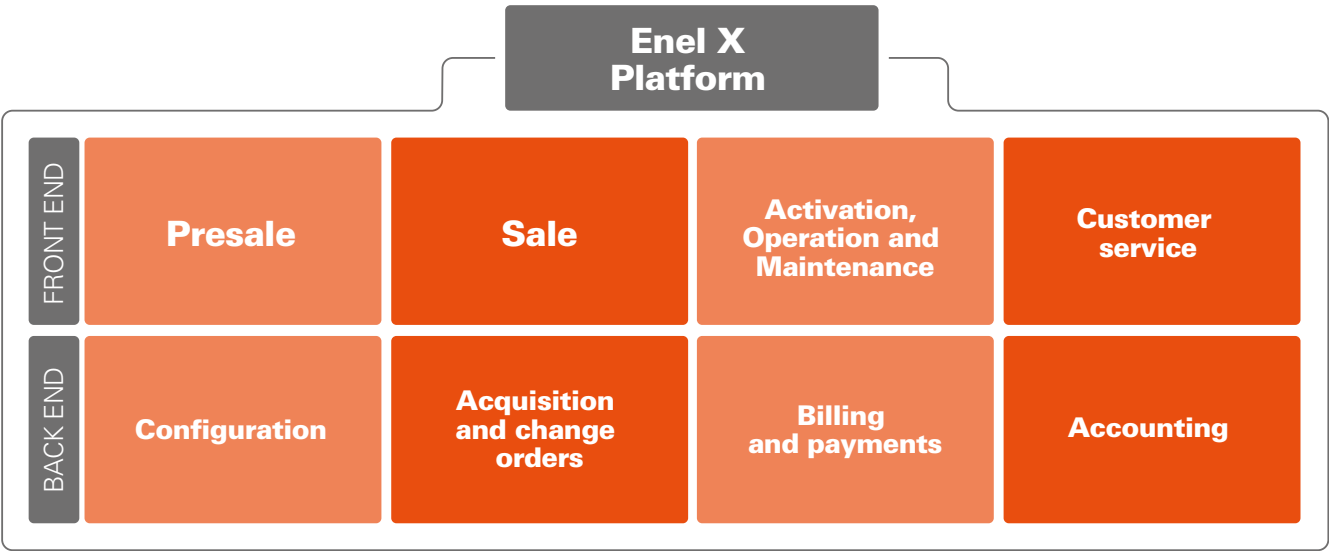 Enel X
Platform
FRONT END
Presale
Sale
Activation,
Operation and
Maintenance
Customer
service
BACK END
Configuration
Acquisition
and change
orders
Billing
and payments
Accounting